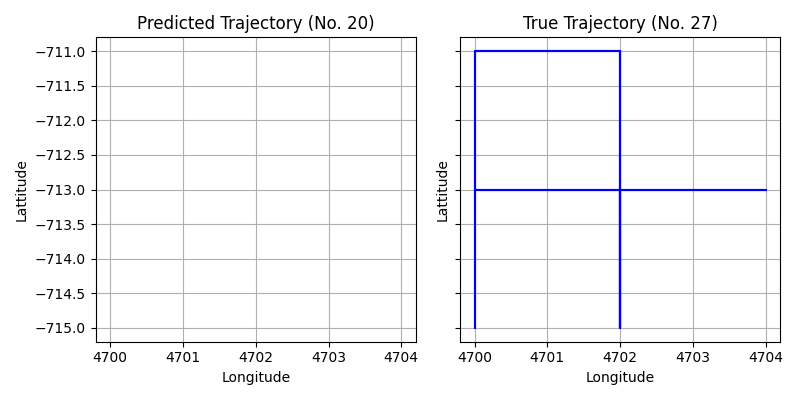 Predicted Trajectory (No. 20)
True Trajectory (No. 27)
−711.0
−711.5
−712.0
−712.5
−713.0
−713.5
−714.0
−714.5
−715.0
Lattitude
Lattitude
4700 4701 4702 4703 4704
4700 4701 4702 4703 4704
Longitude
Longitude